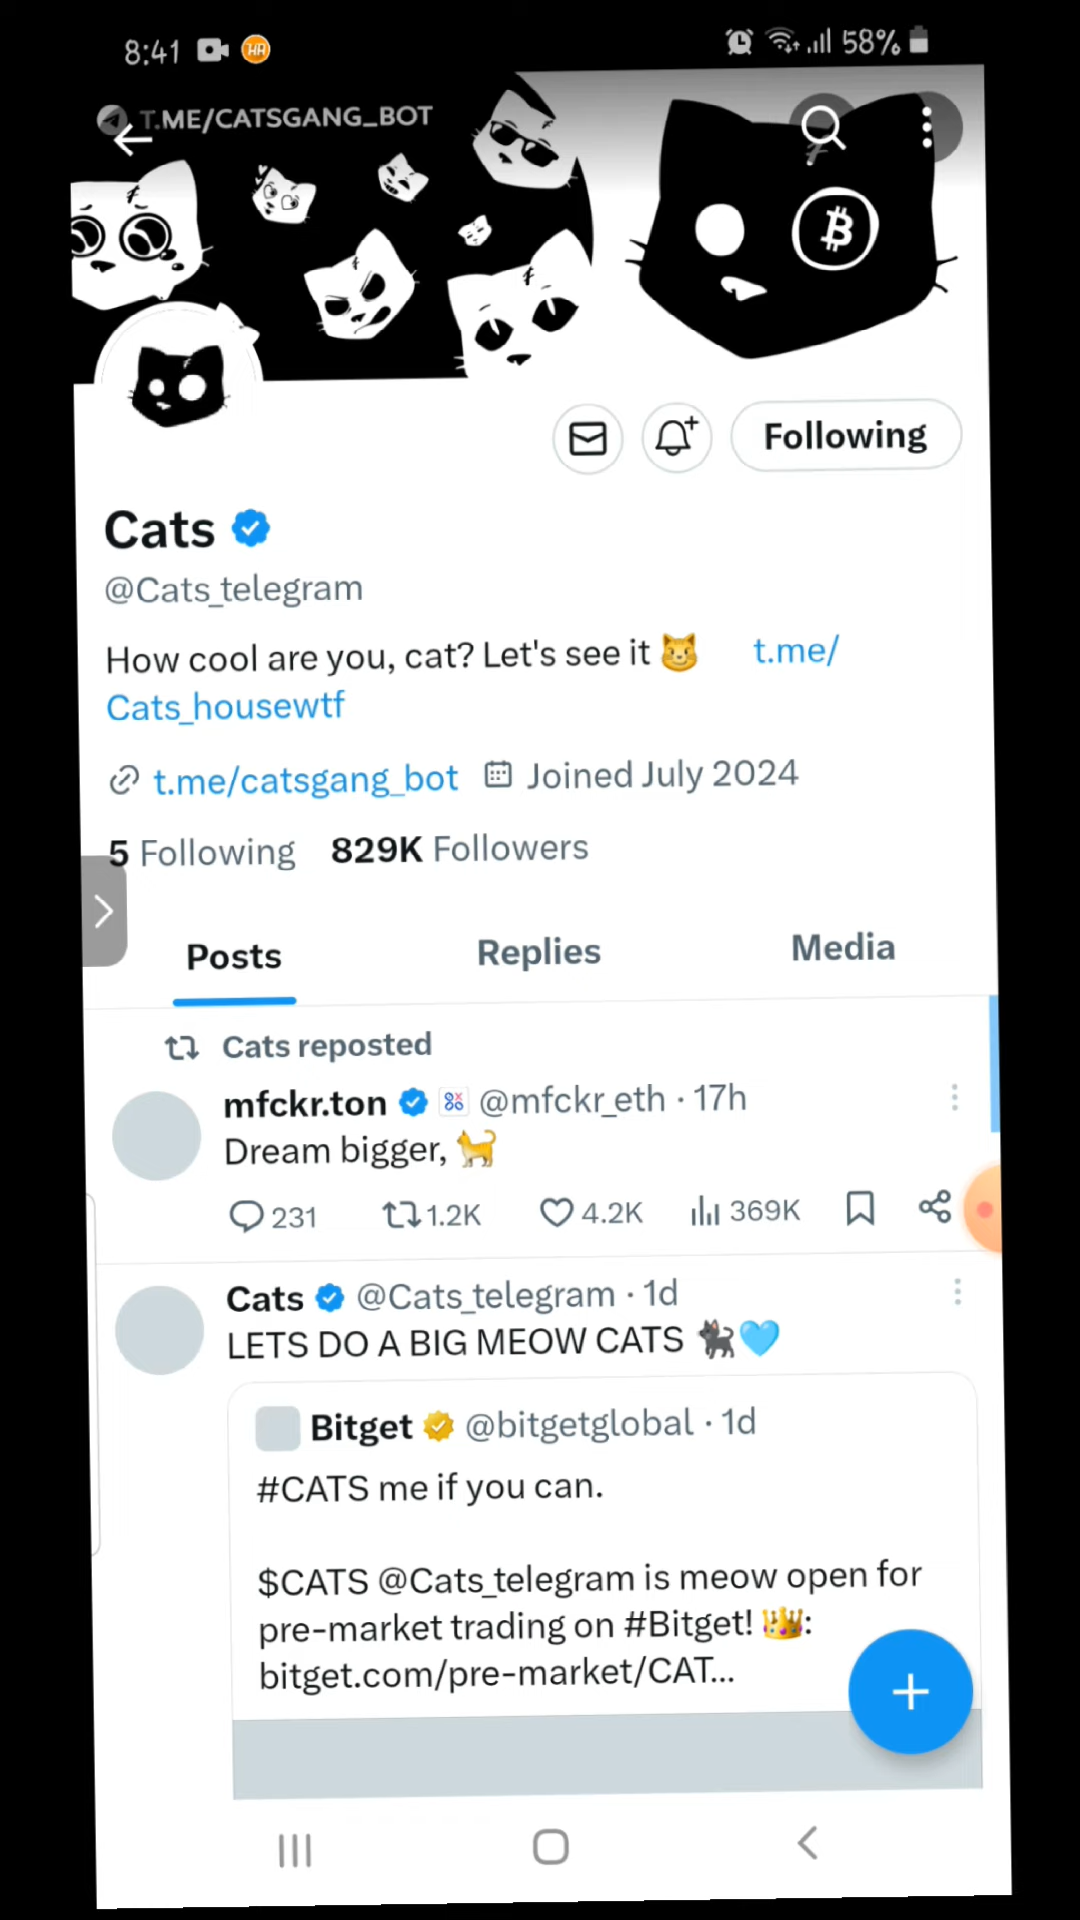 8:41 HR 58%
T.ME/CATSGANG_BOT
Following
Cats
@Cats_telegram
How cool are you, cat? Let's see it 😼 t.me/
Cats_housewtf
t.me/catsgang_bot Joined July 2024
5 Following 829K Followers
Posts Replies Media
Cats reposted
mfckr.ton @mfckr_eth · 17h
Dream bigger, 🐈
231 1.2K 4.2K 369K
Cats @Cats_telegram · 1d
LETS DO A BIG MEOW CATS 🐈‍⬛🩵
Bitget @bitgetglobal · 1d
#CATS me if you can.
$CATS @Cats_telegram is meow open for
pre-market trading on #Bitget! 👑:
bitget.com/pre-market/CAT...